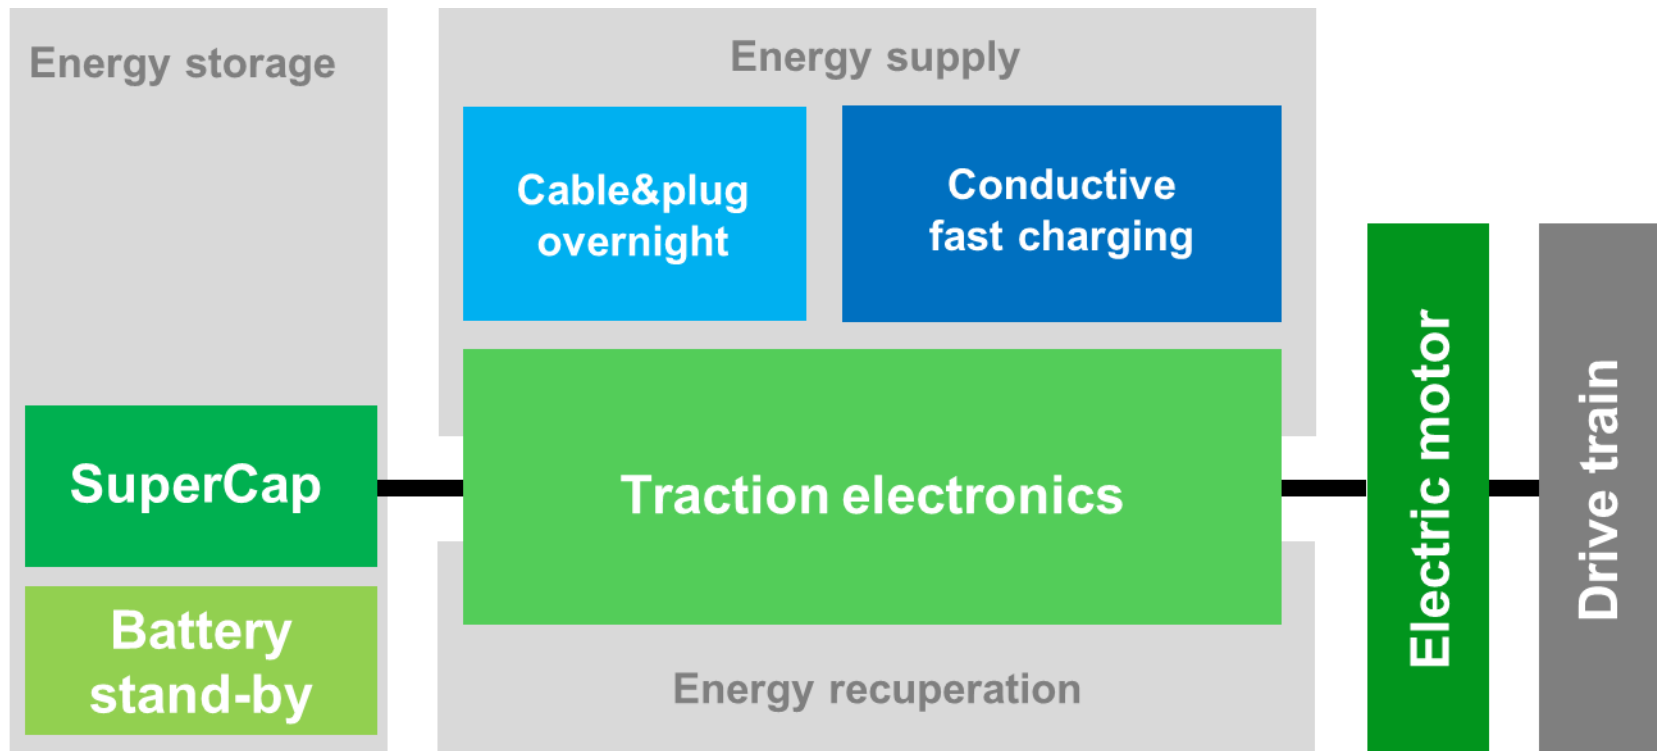 Energy storage
Energy supply
Cable&plug
overnight
Conductive
fast charging
SuperCap
Battery
stand-by
Traction electronics
Energy recuperation
Electric motor
Drive train